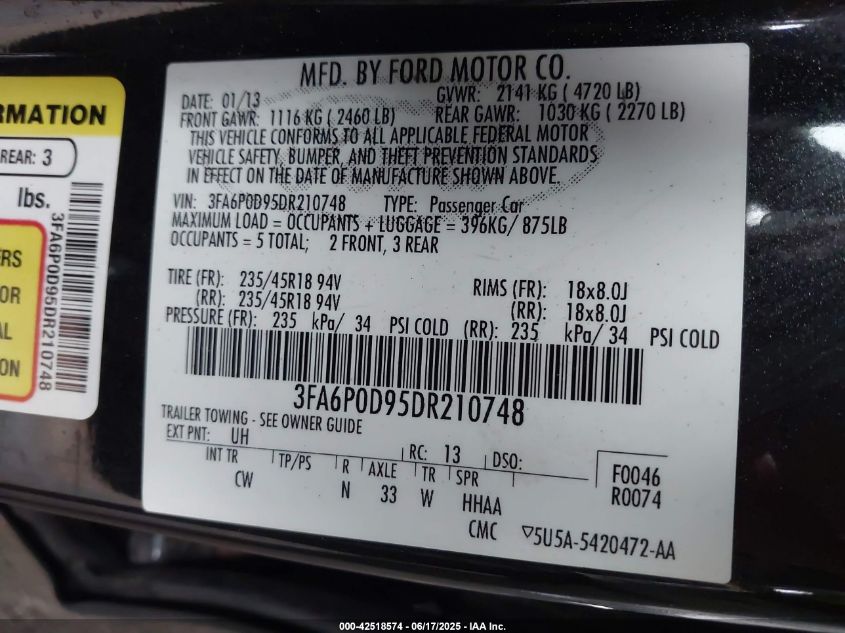 RMATION
REAR: 3
lbs.
3FA6P0D95DR210748
ERS
OR
AL
ON
MFD. BY FORD MOTOR CO.
DATE: 01/13 GVWR: 2141 KG ( 4720 LB)
FRONT GAWR: 1116 KG ( 2460 LB) REAR GAWR: 1030 KG ( 2270 LB)
THIS VEHICLE CONFORMS TO ALL APPLICABLE FEDERAL MOTOR
VEHICLE SAFETY, BUMPER, AND THEFT PREVENTION STANDARDS
IN EFFECT ON THE DATE OF MANUFACTURE SHOWN ABOVE.
VIN: 3FA6P0D95DR210748 TYPE: Passenger Car
MAXIMUM LOAD = OCCUPANTS + LUGGAGE = 396KG/ 875LB
OCCUPANTS = 5 TOTAL; 2 FRONT, 3 REAR
TIRE (FR): 235/45R18 94V RIMS (FR): 18x8.0J
(RR): 235/45R18 94V (RR): 18x8.0J
PRESSURE (FR): 235 kPa/ 34 PSI COLD (RR): 235 kPa/ 34 PSI COLD
3FA6P0D95DR210748
TRAILER TOWING - SEE OWNER GUIDE
EXT PNT: UH RC: 13 DSO:
INT TR TP/PS R AXLE TR SPR F0046
CW N 33 W HHAA R0074
CMC ▽5U5A-5420472-AA
000-42518574 - 06/17/2025 - IAA Inc.